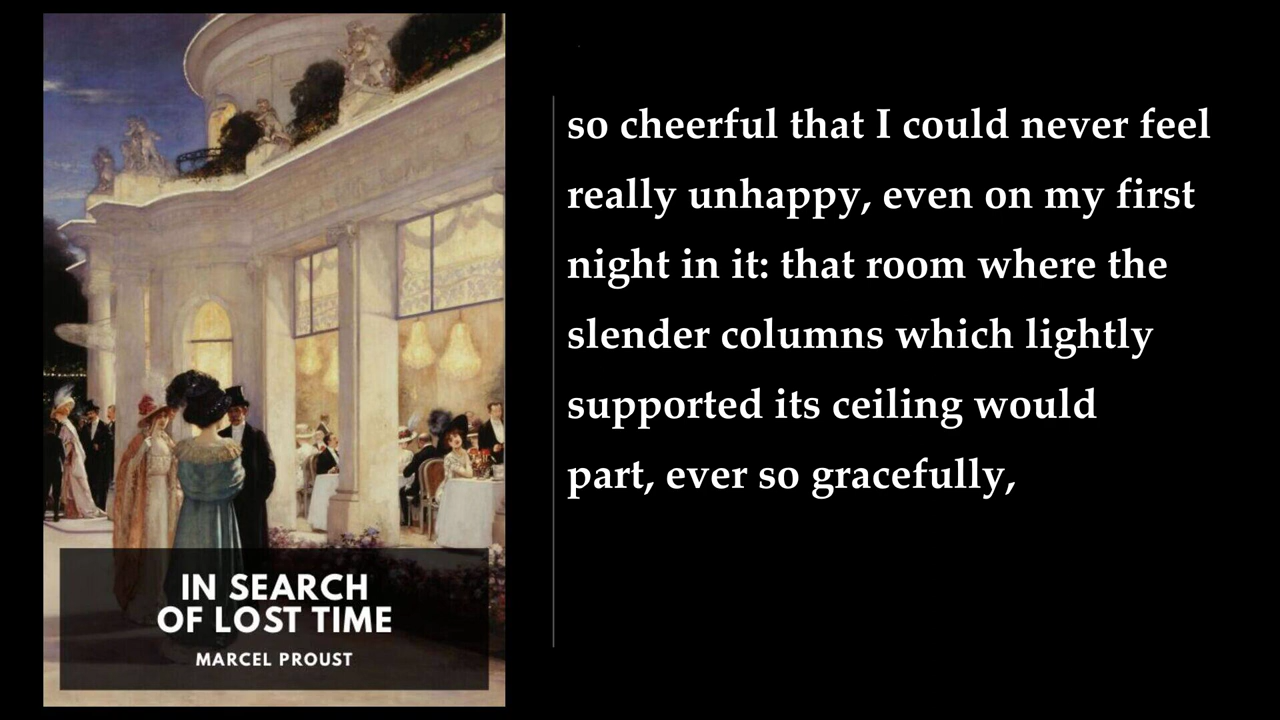 so cheerful that I could never feel
really unhappy, even on my first
night in it: that room where the
slender columns which lightly
supported its ceiling would
part, ever so gracefully,
IN SEARCH
OF LOST TIME
MARCEL PROUST